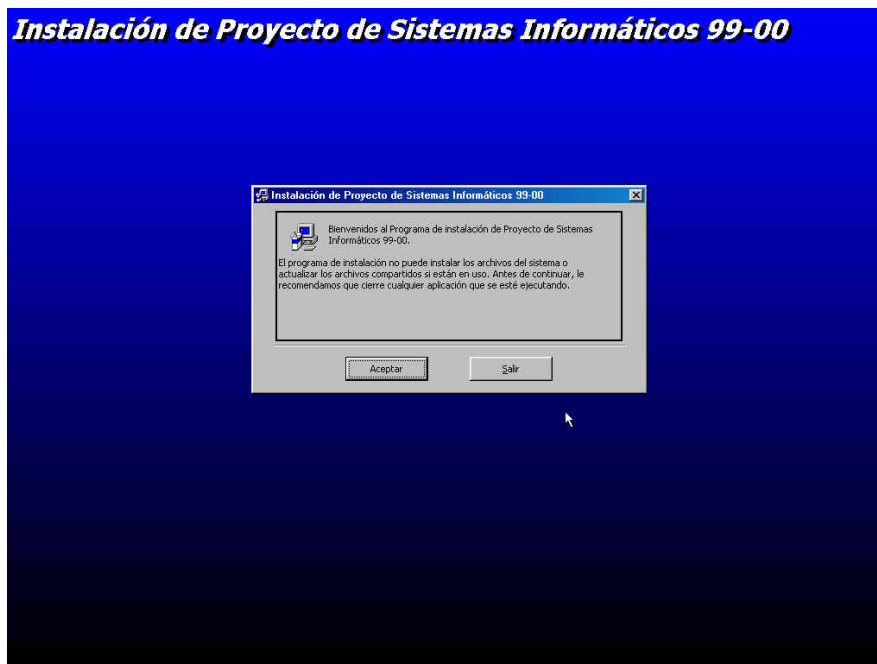 Instalación de Proyecto de Sistemas Informáticos 99-00
Instalación de Proyecto de Sistemas Informáticos 99-00
Bienvenidos al Programa de instalación de Proyecto de Sistemas
Informáticos 99-00.
El programa de instalación no puede instalar los archivos del sistema o
actualizar los archivos compartidos si están en uso. Antes de continuar, le
recomendamos que cierre cualquier aplicación que se esté ejecutando.
Aceptar
Salir